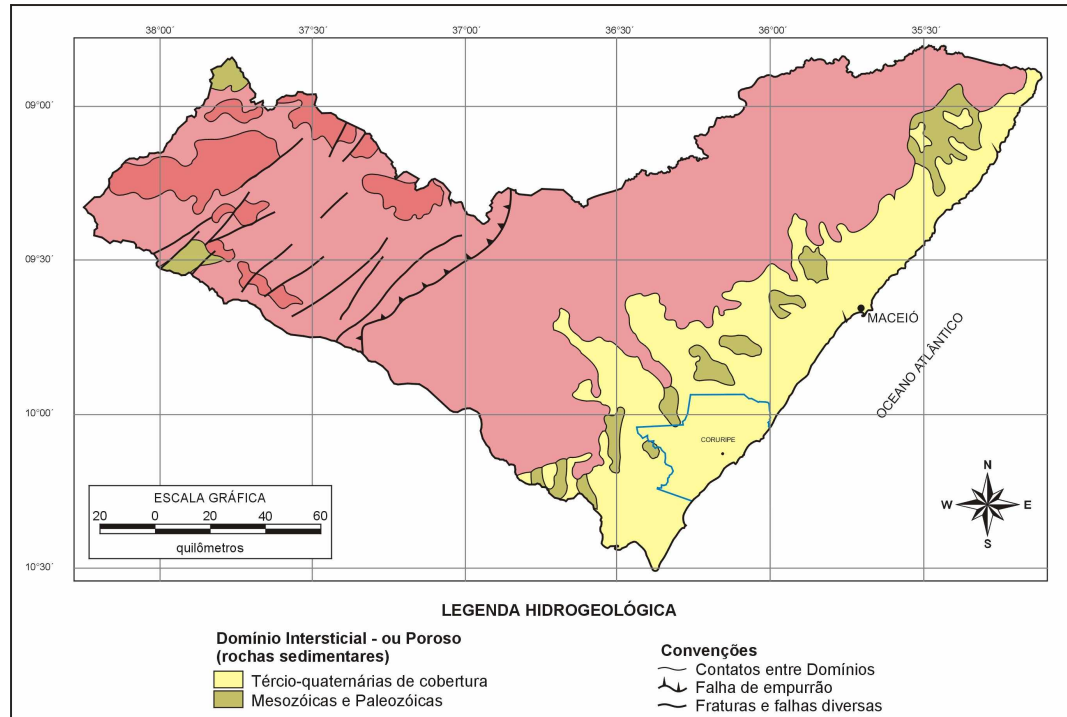 38°00´ 37°30´ 37°00´ 36°30´ 36°00´ 35°30´
09°00´
09°30´
MACEIÓ
OCEANO ATLÂNTICO
10°00´
CORURIPE
ESCALA GRÁFICA
20 0 20 40 60
quilômetros
N
W E
S
10°30´
LEGENDA HIDROGEOLÓGICA
Domínio Intersticial - ou Poroso
(rochas sedimentares)
Tércio-quaternárias de cobertura
Mesozóicas e Paleozóicas
Convenções
Contatos entre Domínios
Falha de empurrão
Fraturas e falhas diversas